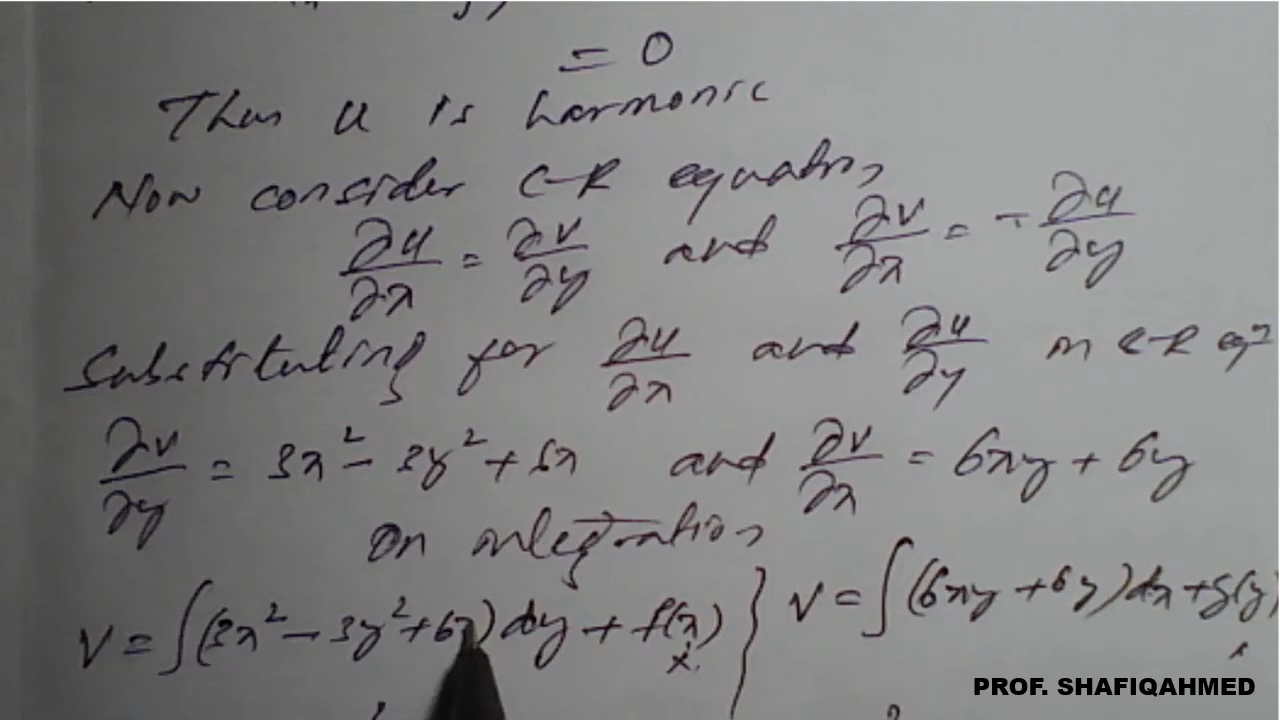 = 0
Thus u is harmonic
Now consider C-R equations
∂u/∂x = ∂v/∂y and ∂v/∂x = -∂u/∂y
Substituting for ∂u/∂x and ∂u/∂y in C-R eqⁿ
∂v/∂y = 3x² - 3y² + 6x and ∂v/∂x = 6xy + 6y
On integration,
V = ∫(3x² - 3y² + 6x)dy + f(x) } V = ∫(6xy + 6y)dx + g(y)
PROF. SHAFIQAHMED